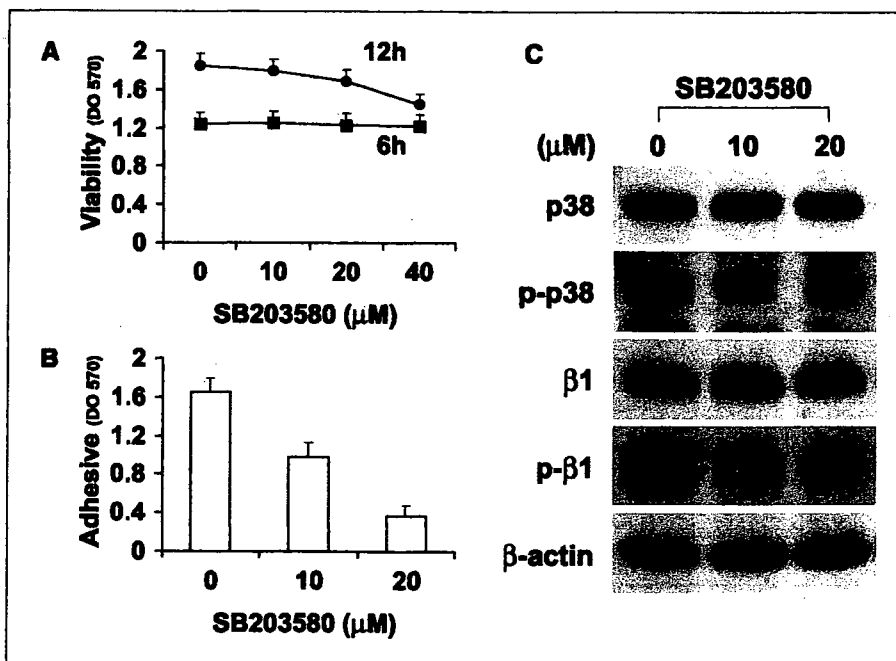 A
2
1.6
1.2
0.8
0.4
0
12h
6h
Viability (DO 570)
0 10 20 40
SB203580 (μM)
B
2
1.6
1.2
0.8
0.4
0
Adhesive (DO 570)
0 10 20
SB203580 (μM)
C
SB203580
(μM) 0 10 20
p38
p-p38
β1
p-β1
β-actin